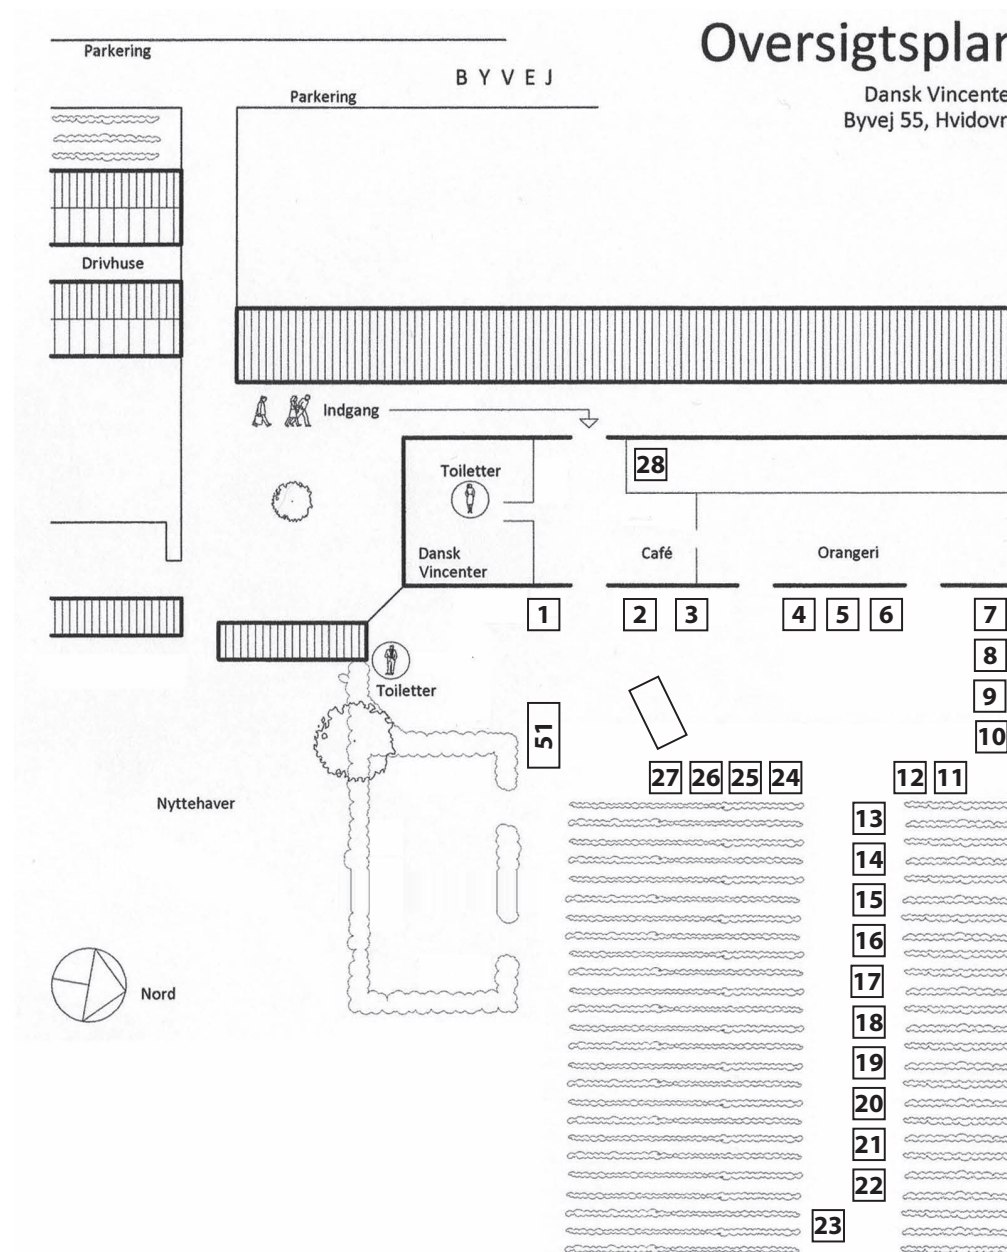 Oversigtsplan
Parkering
BYVEJ
Parkering
Dansk Vincente
Byvej 55, Hvidovr
Drivhuse
Indgang
28
Toiletter
Dansk
Vincenter
Café
Orangeri
1
2
3
4
5
6
7
8
9
10
Toiletter
51
27
26
25
24
12
11
Nyttehaver
13
14
15
16
17
18
19
20
21
22
23
Nord